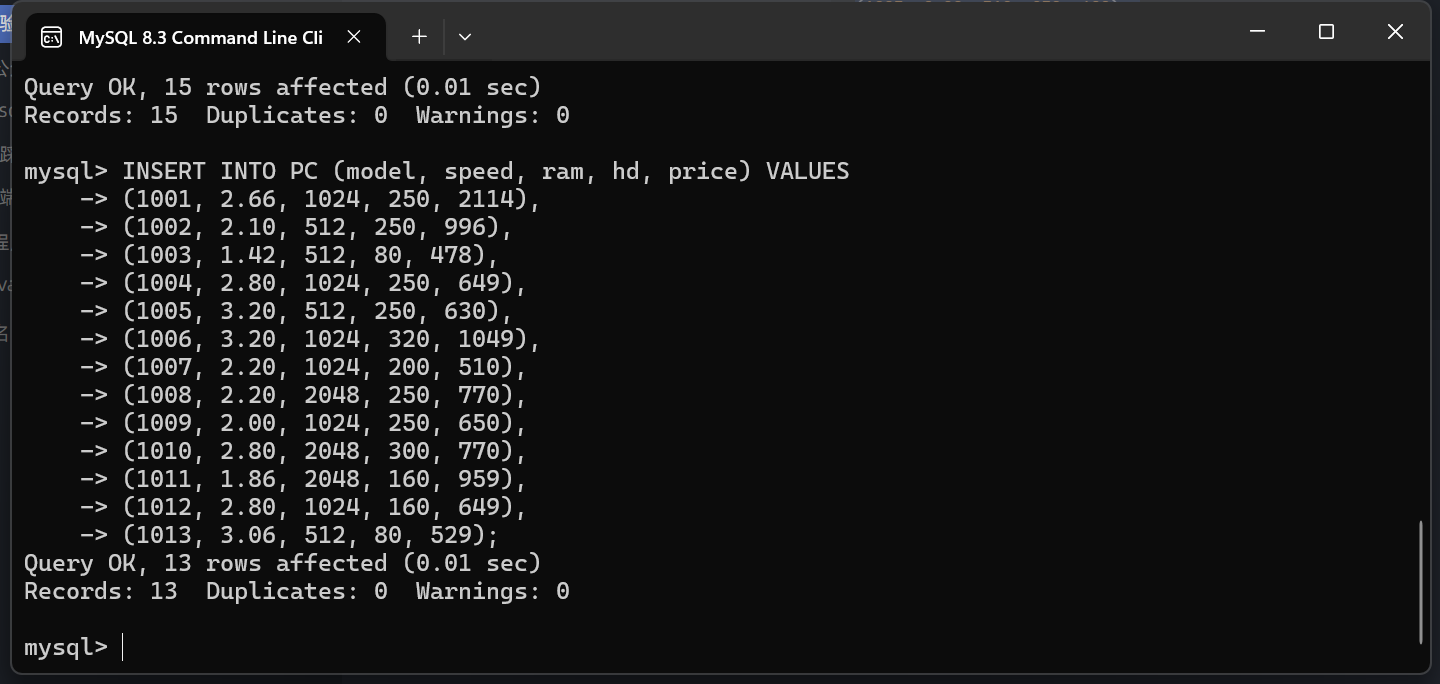 MySQL 8.3 Command Line Cli
Query OK, 15 rows affected (0.01 sec)
Records: 15  Duplicates: 0  Warnings: 0
mysql> INSERT INTO PC (model, speed, ram, hd, price) VALUES
    -> (1001, 2.66, 1024, 250, 2114),
    -> (1002, 2.10, 512, 250, 996),
    -> (1003, 1.42, 512, 80, 478),
    -> (1004, 2.80, 1024, 250, 649),
    -> (1005, 3.20, 512, 250, 630),
    -> (1006, 3.20, 1024, 320, 1049),
    -> (1007, 2.20, 1024, 200, 510),
    -> (1008, 2.20, 2048, 250, 770),
    -> (1009, 2.00, 1024, 250, 650),
    -> (1010, 2.80, 2048, 300, 770),
    -> (1011, 1.86, 2048, 160, 959),
    -> (1012, 2.80, 1024, 160, 649),
    -> (1013, 3.06, 512, 80, 529);
Query OK, 13 rows affected (0.01 sec)
Records: 13  Duplicates: 0  Warnings: 0
mysql>